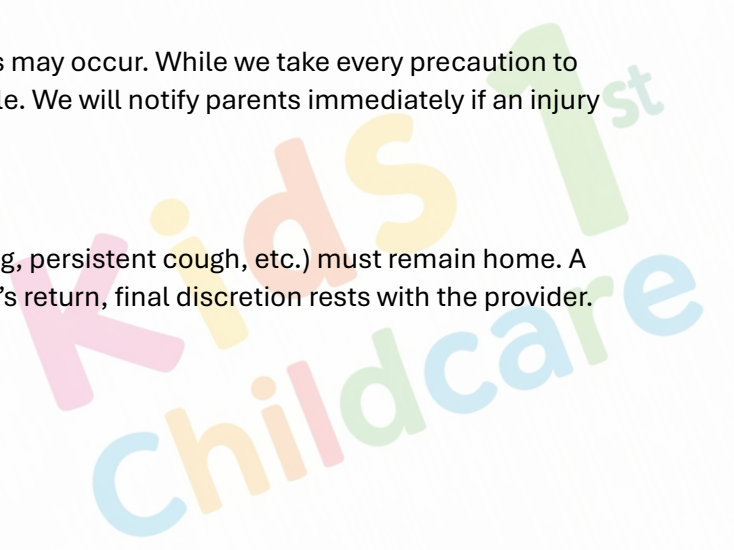 s may occur. While we take every precaution to
le. We will notify parents immediately if an injury
g, persistent cough, etc.) must remain home. A
’s return, final discretion rests with the provider.
Kids 1st
Childcare